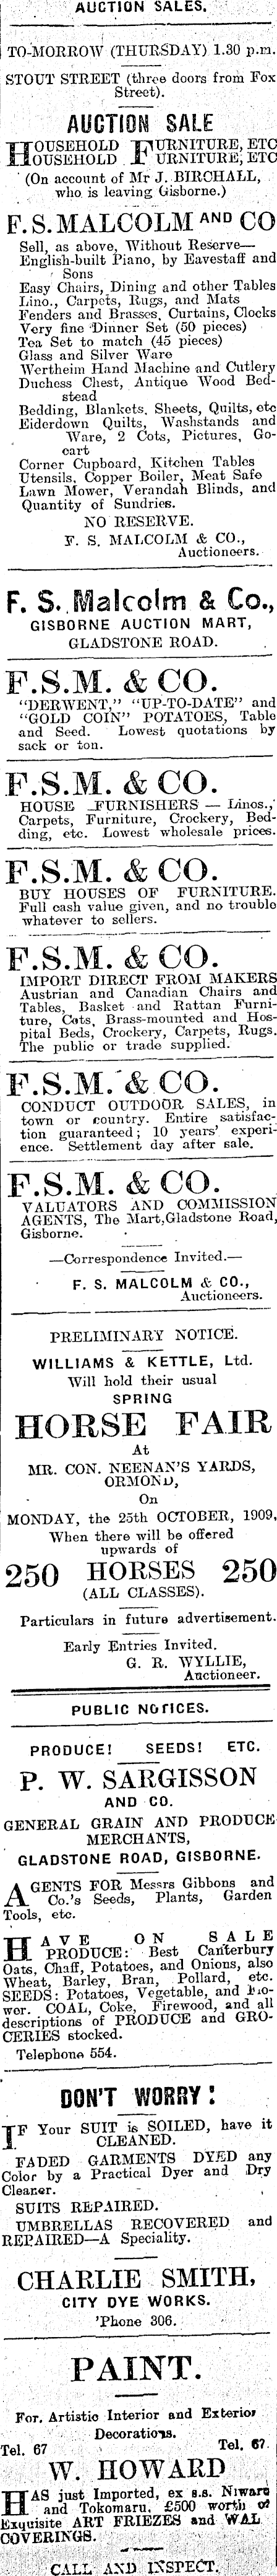 AUCTION SALES.
TO-MORROW (THURSDAY) 1.30 p.m.
STOUT STREET (three doors from Fox
Street).
AUCTION SALE
HOUSEHOLD FURNITURE, ETC
HOUSEHOLD FURNITURE, ETC
(On account of Mr J. BIRCHALL,
who is leaving Gisborne.)
F. S. MALCOLM AND CO
Sell, as above, Without Reserve—
English-built Piano, by Eavestaff and
Sons
Easy Chairs, Dining and other Tables
Lino., Carpets, Rugs, and Mats
Fenders and Brasses, Curtains, Clocks
Very fine Dinner Set (50 pieces)
Tea Set to match (45 pieces)
Glass and Silver Ware
Wertheim Hand Machine and Cutlery
Duchess Chest, Antique Wood Bed-
stead
Bedding, Blankets, Sheets, Quilts, etc
Eiderdown Quilts, Washstands and
Ware, 2 Cots, Pictures, Go-
cart
Corner Cupboard, Kitchen Tables
Utensils, Copper Boiler, Meat Safe
Lawn Mower, Verandah Blinds, and
Quantity of Sundries.
NO RESERVE.
F. S. MALCOLM & CO.,
Auctioneers.
F. S. Malcolm & Co.,
GISBORNE AUCTION MART,
GLADSTONE ROAD.
F.S.M. & CO.
"DERWENT," "UP-TO-DATE" and
"GOLD COIN" POTATOES, Table
and Seed. Lowest quotations by
sack or ton.
F.S.M. & CO.
HOUSE FURNISHERS — Linos.,
Carpets, Furniture, Crockery, Bed-
ding, etc. Lowest wholesale prices.
F.S.M. & CO.
BUY HOUSES OF FURNITURE.
Full cash value given, and no trouble
whatever to sellers.
F.S.M. & CO.
IMPORT DIRECT FROM MAKERS
Austrian and Canadian Chairs and
Tables, Basket and Rattan Furni-
ture, Cots, Brass-mounted and Hos-
pital Beds, Crockery, Carpets, Rugs.
The public or trade supplied.
F.S.M. & CO.
CONDUCT OUTDOOR SALES, in
town or country. Entire satisfac-
tion guaranteed; 10 years' experi-
ence. Settlement day after sale.
F.S.M. & CO.
VALUATORS AND COMMISSION
AGENTS, The Mart, Gladstone Road,
Gisborne.
—Correspondence Invited.—
F. S. MALCOLM & CO.,
Auctioneers.
PRELIMINARY NOTICE.
WILLIAMS & KETTLE, Ltd.
Will hold their usual
SPRING
HORSE FAIR
At
MR. CON. NEENAN'S YARDS,
ORMOND,
On
MONDAY, the 25th OCTOBER, 1909,
When there will be offered
upwards of
250 HORSES 250
(ALL CLASSES).
Particulars in future advertisement.
Early Entries Invited.
G. R. WYLLIE,
Auctioneer.
PUBLIC NOTICES.
PRODUCE! SEEDS! ETC.
P. W. SARGISSON
AND CO.
GENERAL GRAIN AND PRODUCE
MERCHANTS,
GLADSTONE ROAD, GISBORNE.
AGENTS FOR Messrs Gibbons and
Co.'s Seeds, Plants, Garden
Tools, etc.
HAVE ON SALE
PRODUCE: Best Canterbury
Oats, Chaff, Potatoes, and Onions, also
Wheat, Barley, Bran, Pollard, etc.
SEEDS: Potatoes, Vegetable, and Flo-
wer. COAL, Coke, Firewood, and all
descriptions of PRODUCE and GRO-
CERIES stocked.
Telephone 554.
DON'T WORRY!
IF Your SUIT is SOILED, have it
CLEANED.
FADED GARMENTS DYED any
Color by a Practical Dyer and Dry
Cleaner.
SUITS REPAIRED.
UMBRELLAS RECOVERED and
REPAIRED—A Speciality.
CHARLIE SMITH,
CITY DYE WORKS.
'Phone 306.
PAINT.
For Artistic Interior and Exterior
Decorations.
Tel. 67 Tel. 67
W. HOWARD
HAS just Imported, ex s.s. Niwaru
and Tokomaru, £500 worth of
Exquisite ART FRIEZES and WAL
COVERINGS.
CALL AND INSPECT.